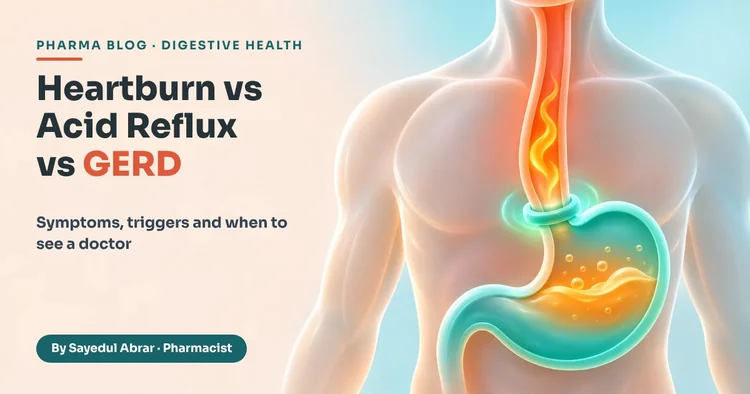 PHARMA BLOG · DIGESTIVE HEALTH
Heartburn vs
Acid Reflux
vs GERD
Symptoms, triggers and when to
see a doctor
By Sayedul Abrar · Pharmacist